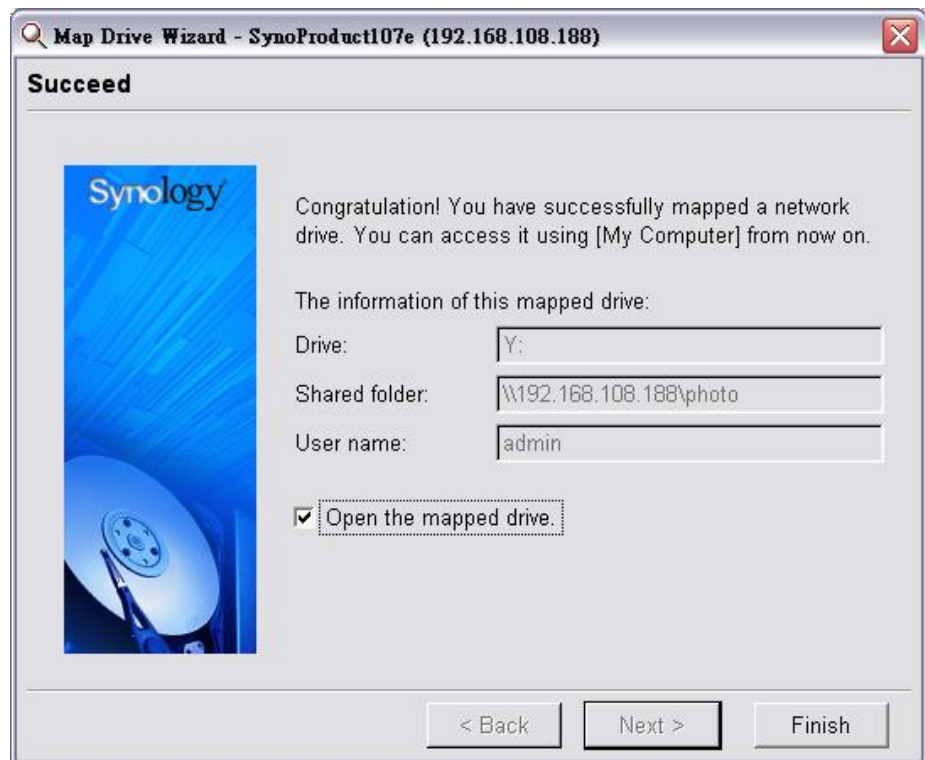 Map Drive Wizard - SynoProduct107e (192.168.108.188)
Succeed
Synology
Congratulation! You have successfully mapped a network
drive. You can access it using [My Computer] from now on.
The information of this mapped drive:
Drive: Y:
Shared folder: \\192.168.108.188\photo
User name: admin
Open the mapped drive.
< Back Next > Finish